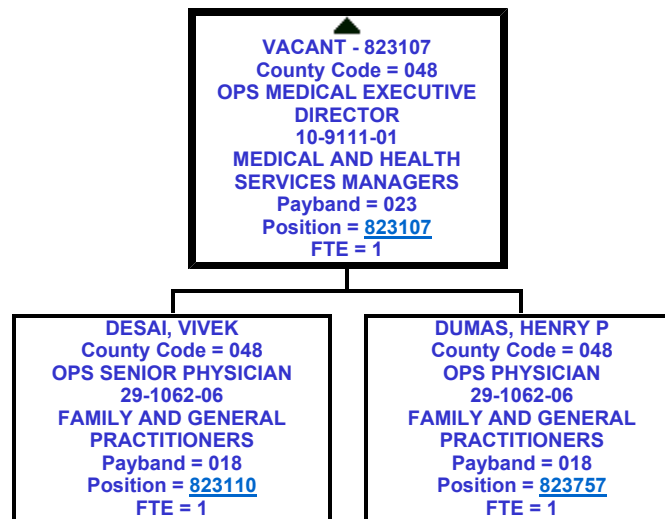 VACANT - 823107
County Code = 048
OPS MEDICAL EXECUTIVE
DIRECTOR
10-9111-01
MEDICAL AND HEALTH
SERVICES MANAGERS
Payband = 023
Position = 823107
FTE = 1
DESAI, VIVEK
County Code = 048
OPS SENIOR PHYSICIAN
29-1062-06
FAMILY AND GENERAL
PRACTITIONERS
Payband = 018
Position = 823110
FTE = 1
DUMAS, HENRY P
County Code = 048
OPS PHYSICIAN
29-1062-06
FAMILY AND GENERAL
PRACTITIONERS
Payband = 018
Position = 823757
FTE = 1